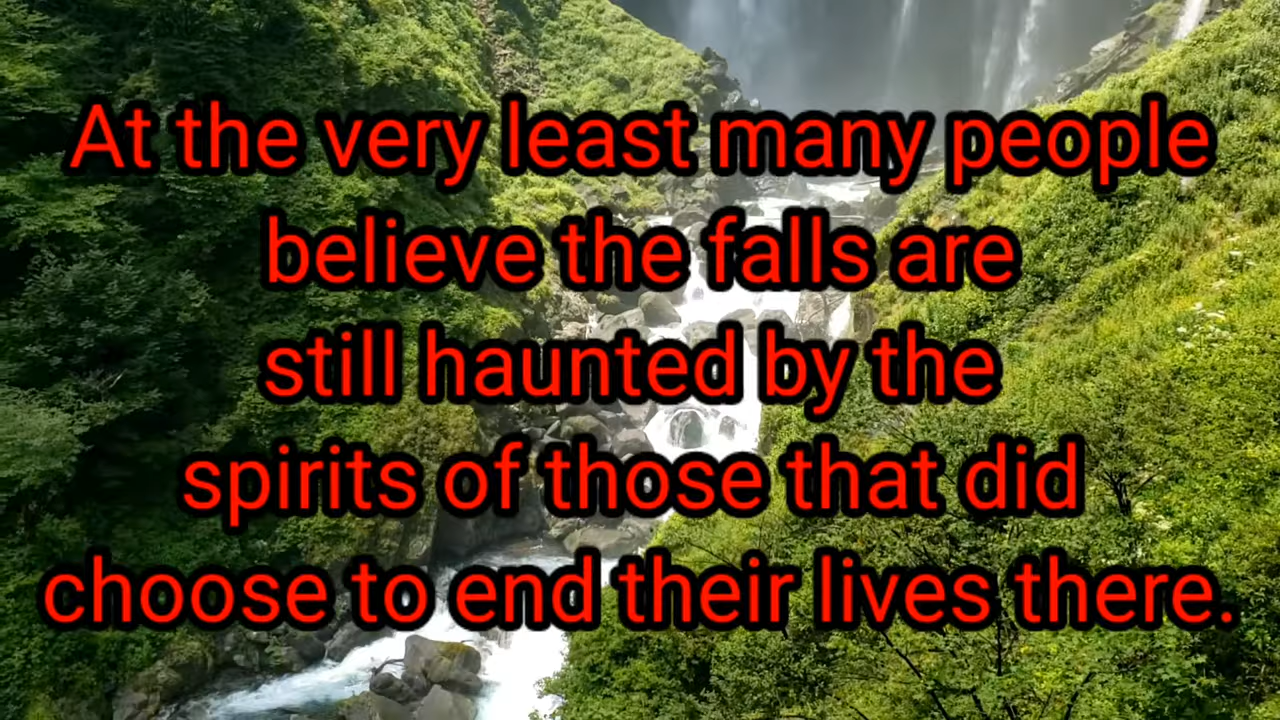 At the very least many people
believe the falls are
still haunted by the
spirits of those that did
choose to end their lives there.